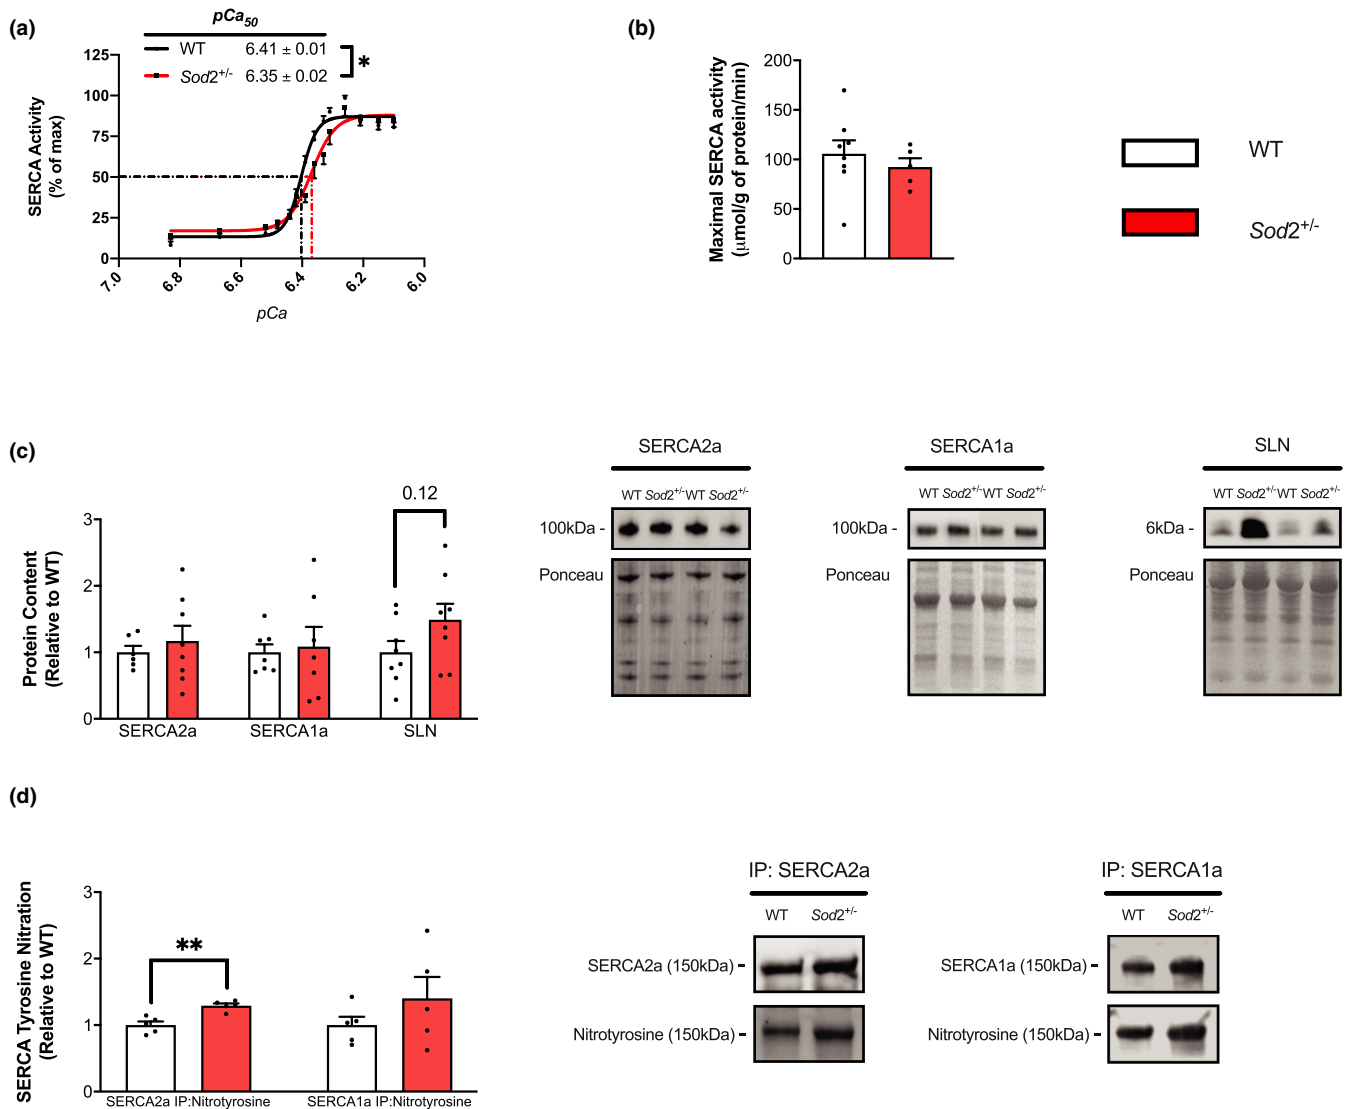 (a)
pCa50
WT 6.41 ± 0.01
Sod2+/- 6.35 ± 0.02
*
SERCA Activity
(% of max)
125
100
75
50
25
0
7.0 6.8 6.6 6.4 6.2 6.0
pCa
(b)
Maximal SERCA activity
(μmol/g of protein/min)
200
150
100
50
0
WT
Sod2+/-
(c)
Protein Content
(Relative to WT)
3
2
1
0
0.12
SERCA2a SERCA1a SLN
SERCA2a
WT Sod2+/- WT Sod2+/-
100kDa -
Ponceau
SERCA1a
WT Sod2+/- WT Sod2+/-
100kDa -
Ponceau
SLN
WT Sod2+/- WT Sod2+/-
6kDa -
Ponceau
(d)
SERCA Tyrosine Nitration
(Relative to WT)
3
2
1
0
**
SERCA2a IP:Nitrotyrosine SERCA1a IP:Nitrotyrosine
IP: SERCA2a
WT Sod2+/-
SERCA2a (150kDa) -
Nitrotyrosine (150kDa) -
IP: SERCA1a
WT Sod2+/-
SERCA1a (150kDa) -
Nitrotyrosine (150kDa) -